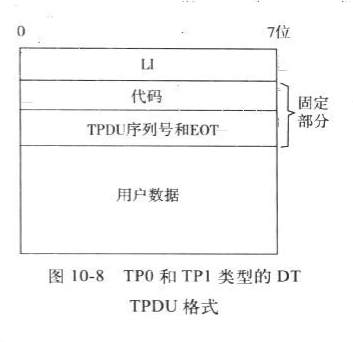 0 7位
LI
代码
TPDU序列号和EOT
固定
部分
用户数据
图 10-8 TP0 和 TP1 类型的 DT
TPDU 格式